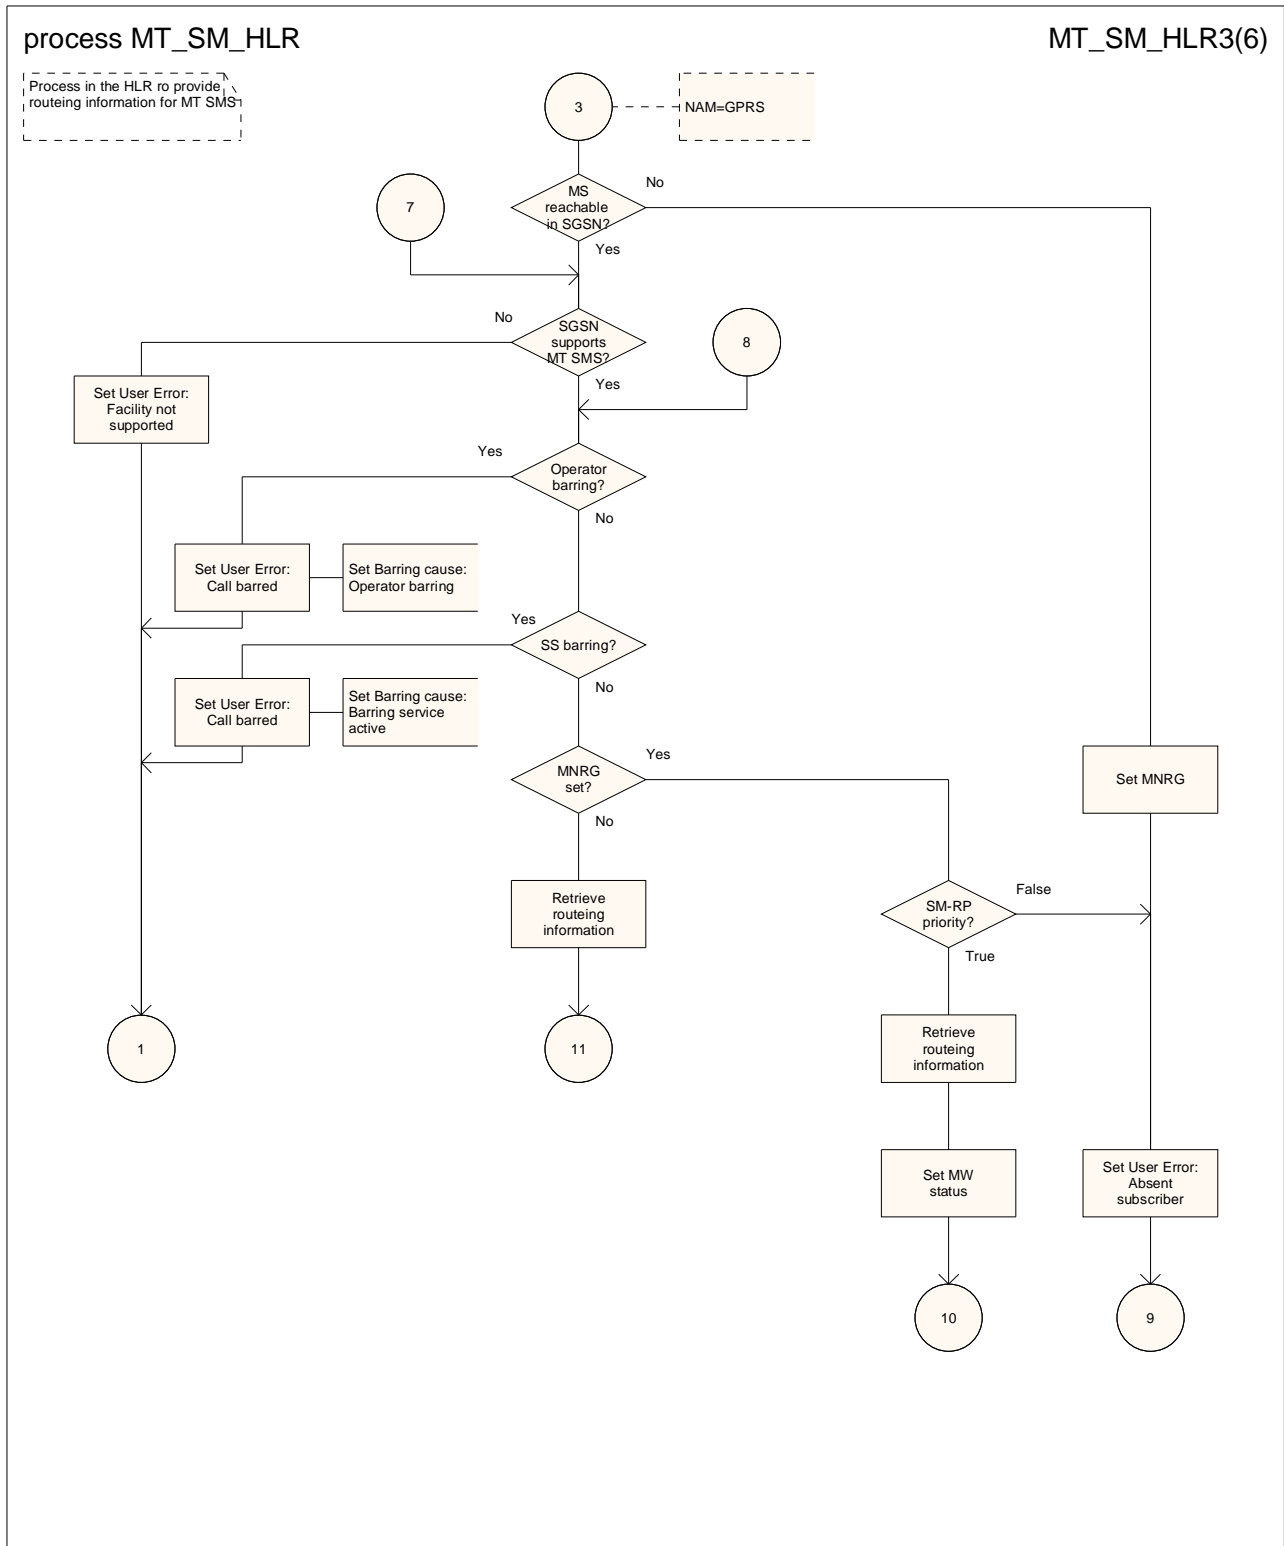 process MT_SM_HLR
MT_SM_HLR3(6)
Process in the HLR ro provide
routeing information for MT SMS
3
NAM=GPRS
MS
reachable
in SGSN?
No
Yes
7
SGSN
supports
MT SMS?
No
Yes
8
Set User Error:
Facility not
supported
Operator
barring?
Yes
No
Set User Error:
Call barred
Set Barring cause:
Operator barring
SS barring?
Yes
No
Set User Error:
Call barred
Set Barring cause:
Barring service
active
MNRG
set?
Yes
No
Set MNRG
Retrieve
routeing
information
SM-RP
priority?
False
True
1
11
Retrieve
routeing
information
Set MW
status
Set User Error:
Absent
subscriber
10
9